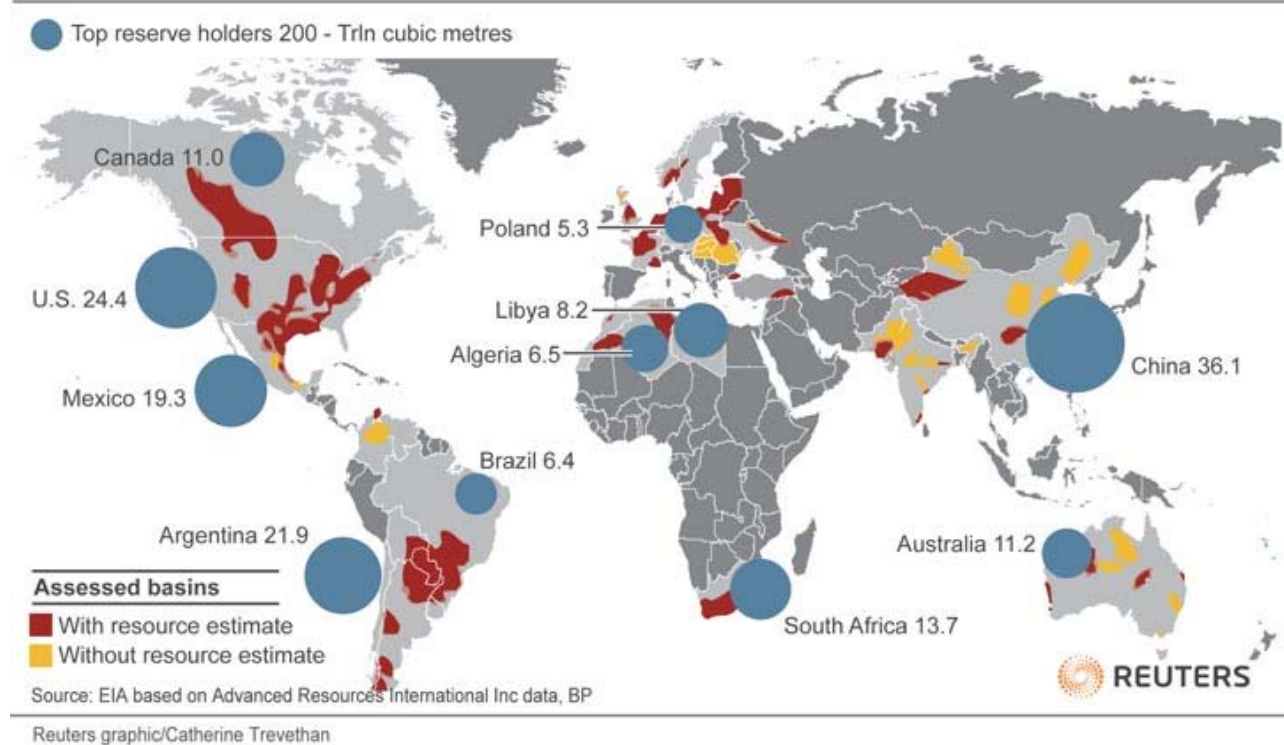 Top reserve holders 200 - Trln cubic metres
Canada 11.0
Poland 5.3
U.S. 24.4
Libya 8.2
Algeria 6.5
China 36.1
Mexico 19.3
Brazil 6.4
Argentina 21.9
Australia 11.2
South Africa 13.7
Assessed basins
With resource estimate
Without resource estimate
REUTERS
Source: EIA based on Advanced Resources International Inc data, BP
Reuters graphic/Catherine Trevethan